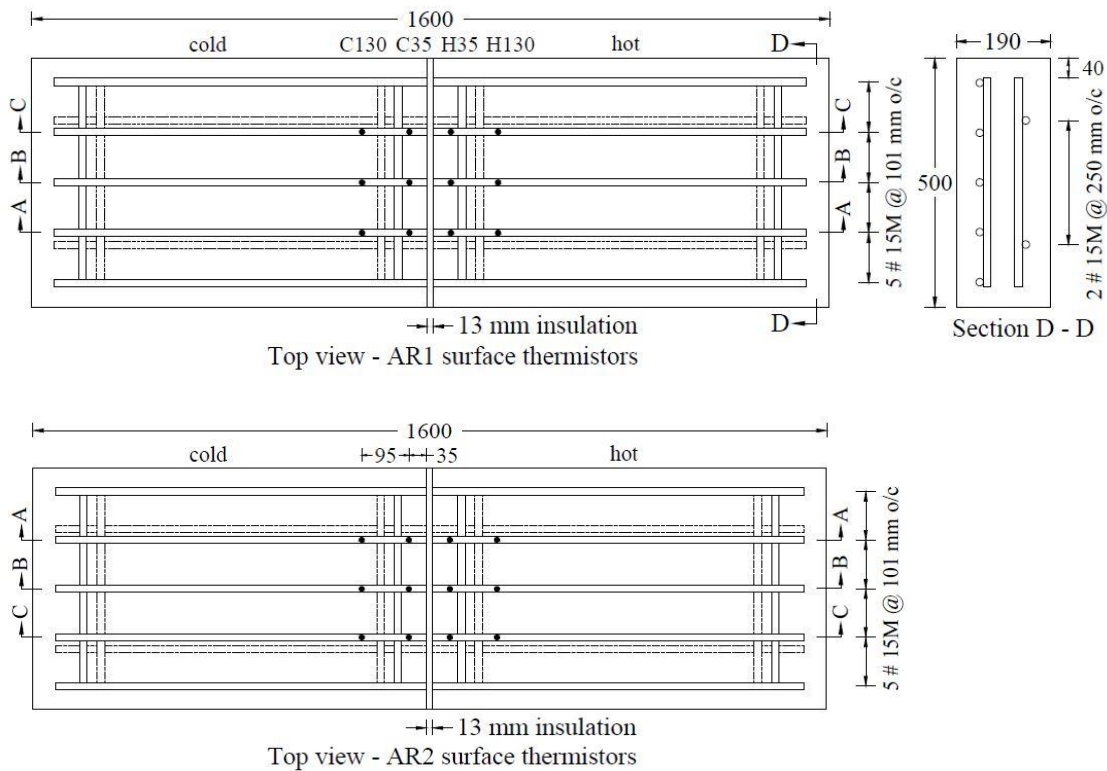 1600
cold C130 C35 H35 H130 hot D
190
40
C C
B B
A A
500
5 # 15M @ 101 mm o/c
2 # 15M @ 250 mm o/c
D
13 mm insulation
Section D - D
Top view - AR1 surface thermistors
1600
cold 95 35 hot
A A
B B
C C
5 # 15M @ 101 mm o/c
13 mm insulation
Top view - AR2 surface thermistors